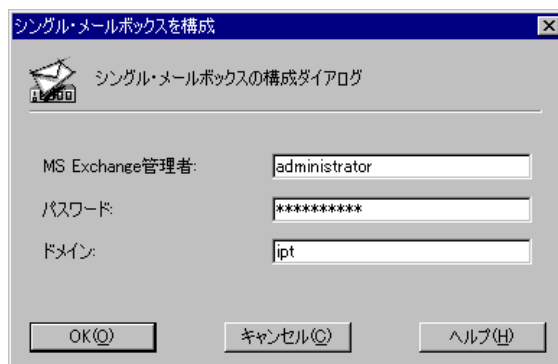 シングル・メールボックスを構成
シングル・メールボックスの構成ダイアログ
MS Exchange管理者: administrator
パスワード: **********
ドメイン: ipt
OK(O) キャンセル(C) ヘルプ(H)